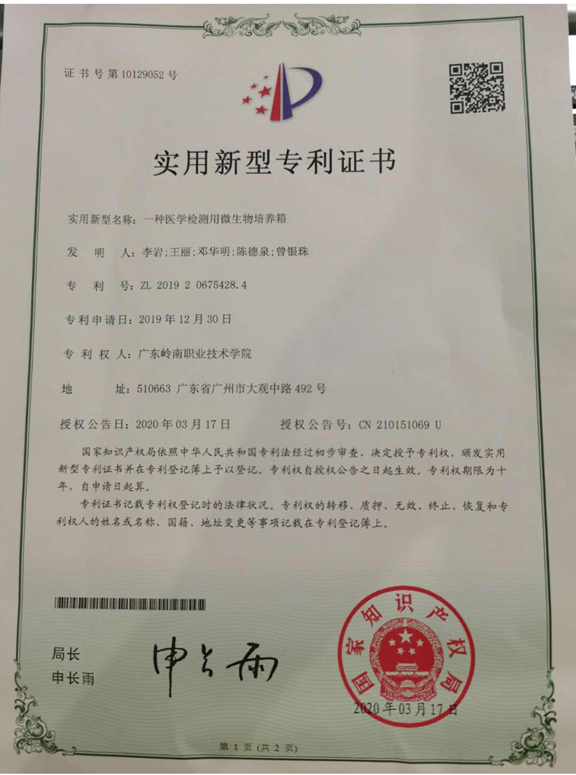 证书号第10129052号
实用新型专利证书
实用新型名称：一种医学检测用微生物培养箱
发 明 人：李岩;王丽;邓华明;陈德泉;曾银珠
专 利 号：ZL 2019 2 0675428.4
专利申请日：2019年12月30日
专 利 权 人：广东岭南职业技术学院
地 址：510663 广东省广州市大观中路492号
授权公告日：2020年03月17日 授权公告号：CN 210151069 U
国家知识产权局依照中华人民共和国专利法经过初步审查，决定授予专利权，颁发实用
新型专利证书并在专利登记簿上予以登记。专利权自授权公告之日起生效。专利权期限为十
年，自申请日起算。
专利证书记载专利权登记时的法律状况。专利权的转移、质押、无效、终止、恢复和专
利权人的姓名或名称、国籍、地址变更等事项记载在专利登记簿上。
局长
申长雨
申长雨
国家知识产权局
2020年03月17日
第1页(共2页)